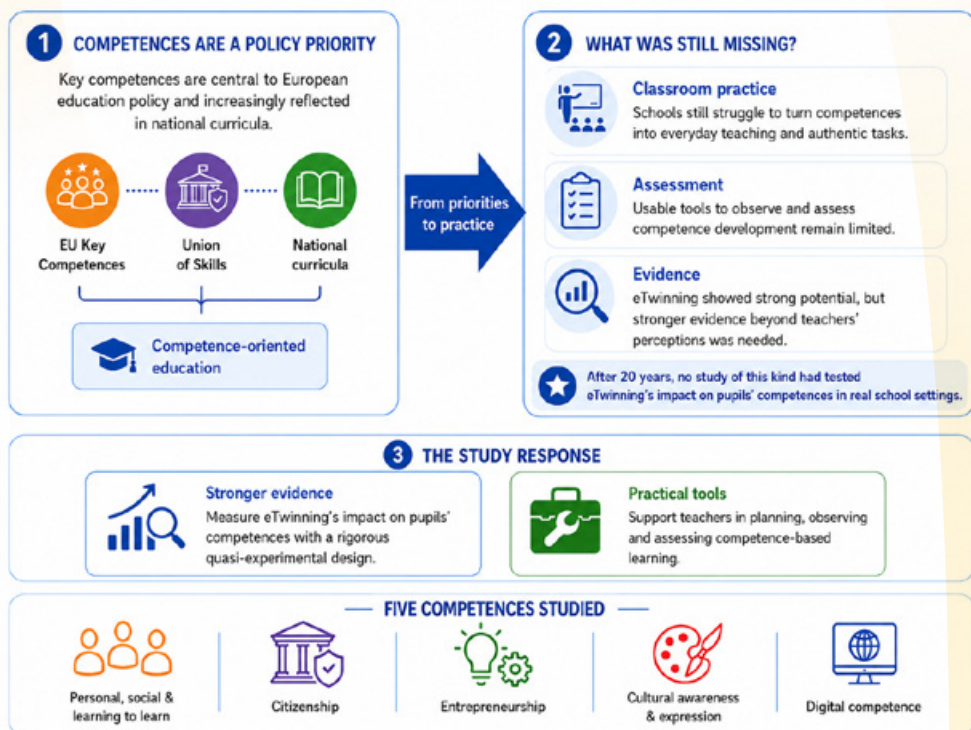 1 COMPETENCES ARE A POLICY PRIORITY
Key competences are central to European
education policy and increasingly reflected
in national curricula.
EU Key
Competences
Union
of Skills
National
curricula
Competence-oriented
education
From priorities
to practice
2 WHAT WAS STILL MISSING?
Classroom practice
Schools still struggle to turn competences
into everyday teaching and authentic tasks.
Assessment
Usable tools to observe and assess
competence development remain limited.
Evidence
eTwinning showed strong potential, but
stronger evidence beyond teachers'
perceptions was needed.
After 20 years, no study of this kind had tested
eTwinning's impact on pupils' competences in real school settings.
3 THE STUDY RESPONSE
Stronger evidence
Measure eTwinning's impact on pupils'
competences with a rigorous
quasi-experimental design.
Practical tools
Support teachers in planning, observing
and assessing competence-based
learning.
FIVE COMPETENCES STUDIED
Personal, social &
learning to learn
Citizenship
Entrepreneurship
Cultural awareness
& expression
Digital competence